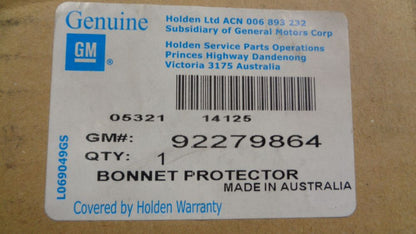 Genuine
GM
Holden Ltd ACN 006 893 232
Subsidiary of General Motors Corp
Holden Service Parts Operations
Princes Highway Dandenong
Victoria 3175 Australia
05321 14125
GM#: 92279864
QTY: 1
BONNET PROTECTOR
MADE IN AUSTRALIA
Covered by Holden Warranty
L069049GS